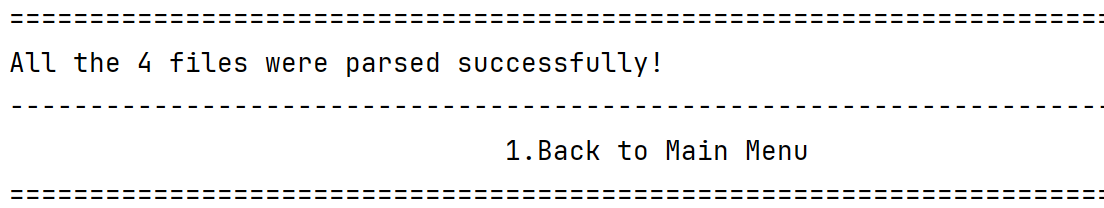 =====================================================================
All the 4 files were parsed successfully!
---------------------------------------------------------------------
1.Back to Main Menu
=====================================================================